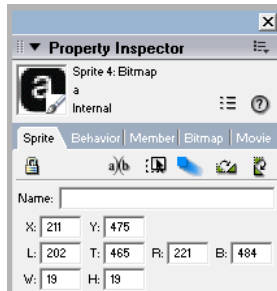 Property Inspector
a
Sprite 4: Bitmap
a
Internal
Sprite Behavior Member Bitmap Movie
a)(b
Name:
X: 211 Y: 475
L: 202 T: 465 R: 221 B: 484
W: 19 H: 19